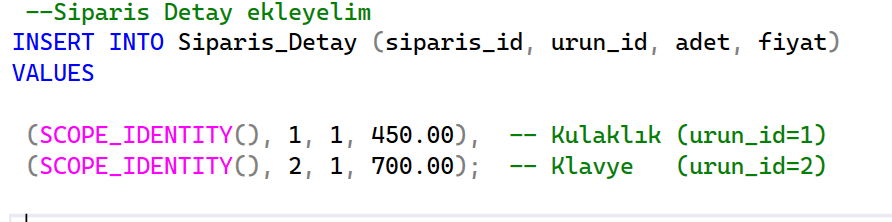 --Siparis Detay ekleyelim
INSERT INTO Siparis_Detay (siparis_id, urun_id, adet, fiyat)
VALUES
(SCOPE_IDENTITY(), 1, 1, 450.00),  -- Kulaklık (urun_id=1)
(SCOPE_IDENTITY(), 2, 1, 700.00);  -- Klavye   (urun_id=2)